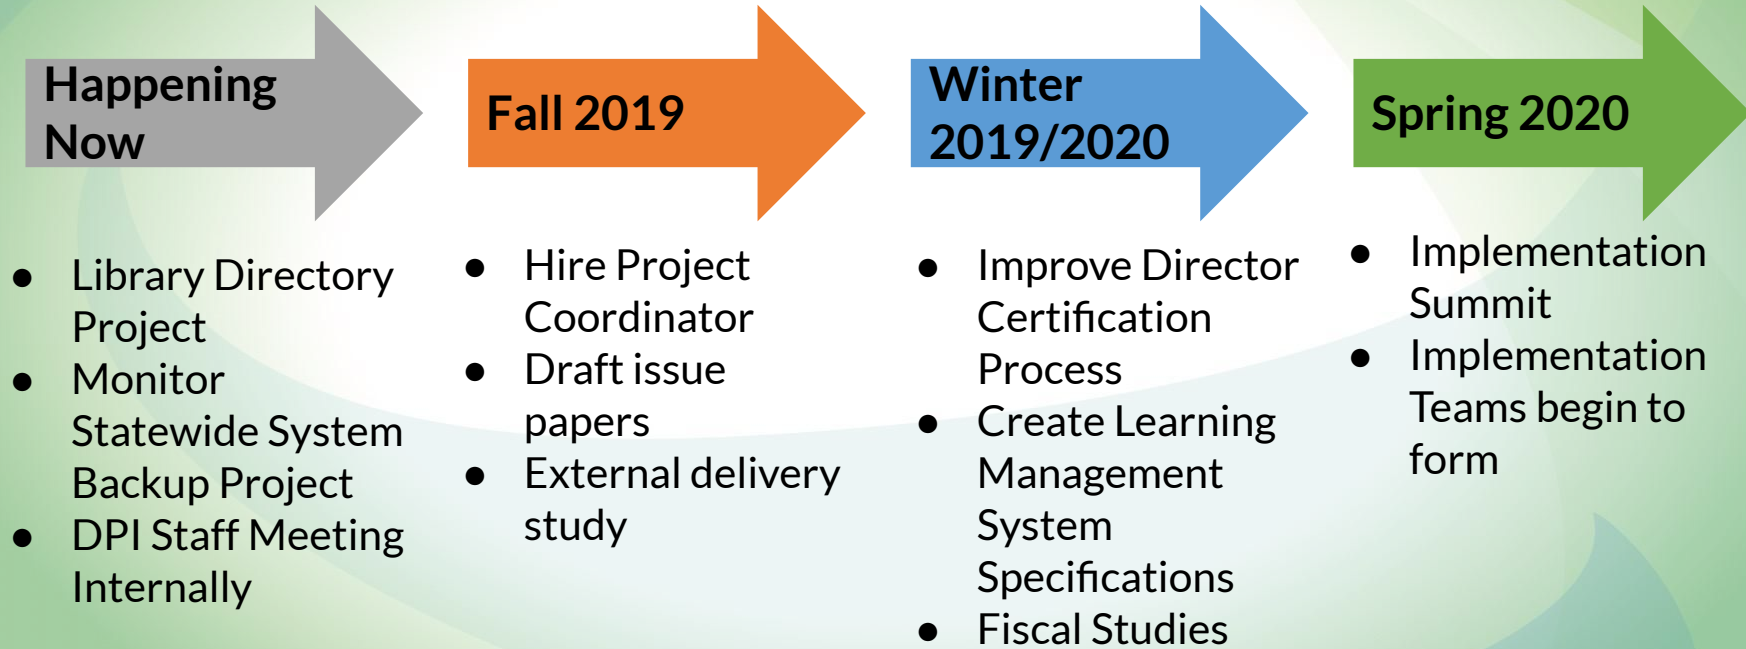 Happening
Now
● Library Directory
Project
● Monitor
Statewide System
Backup Project
● DPI Staff Meeting
Internally
Fall 2019
● Hire Project
Coordinator
● Draft issue
papers
● External delivery
study
Winter
2019/2020
● Improve Director
Certification
Process
● Create Learning
Management
System
Specifications
● Fiscal Studies
Spring 2020
● Implementation
Summit
● Implementation
Teams begin to
form